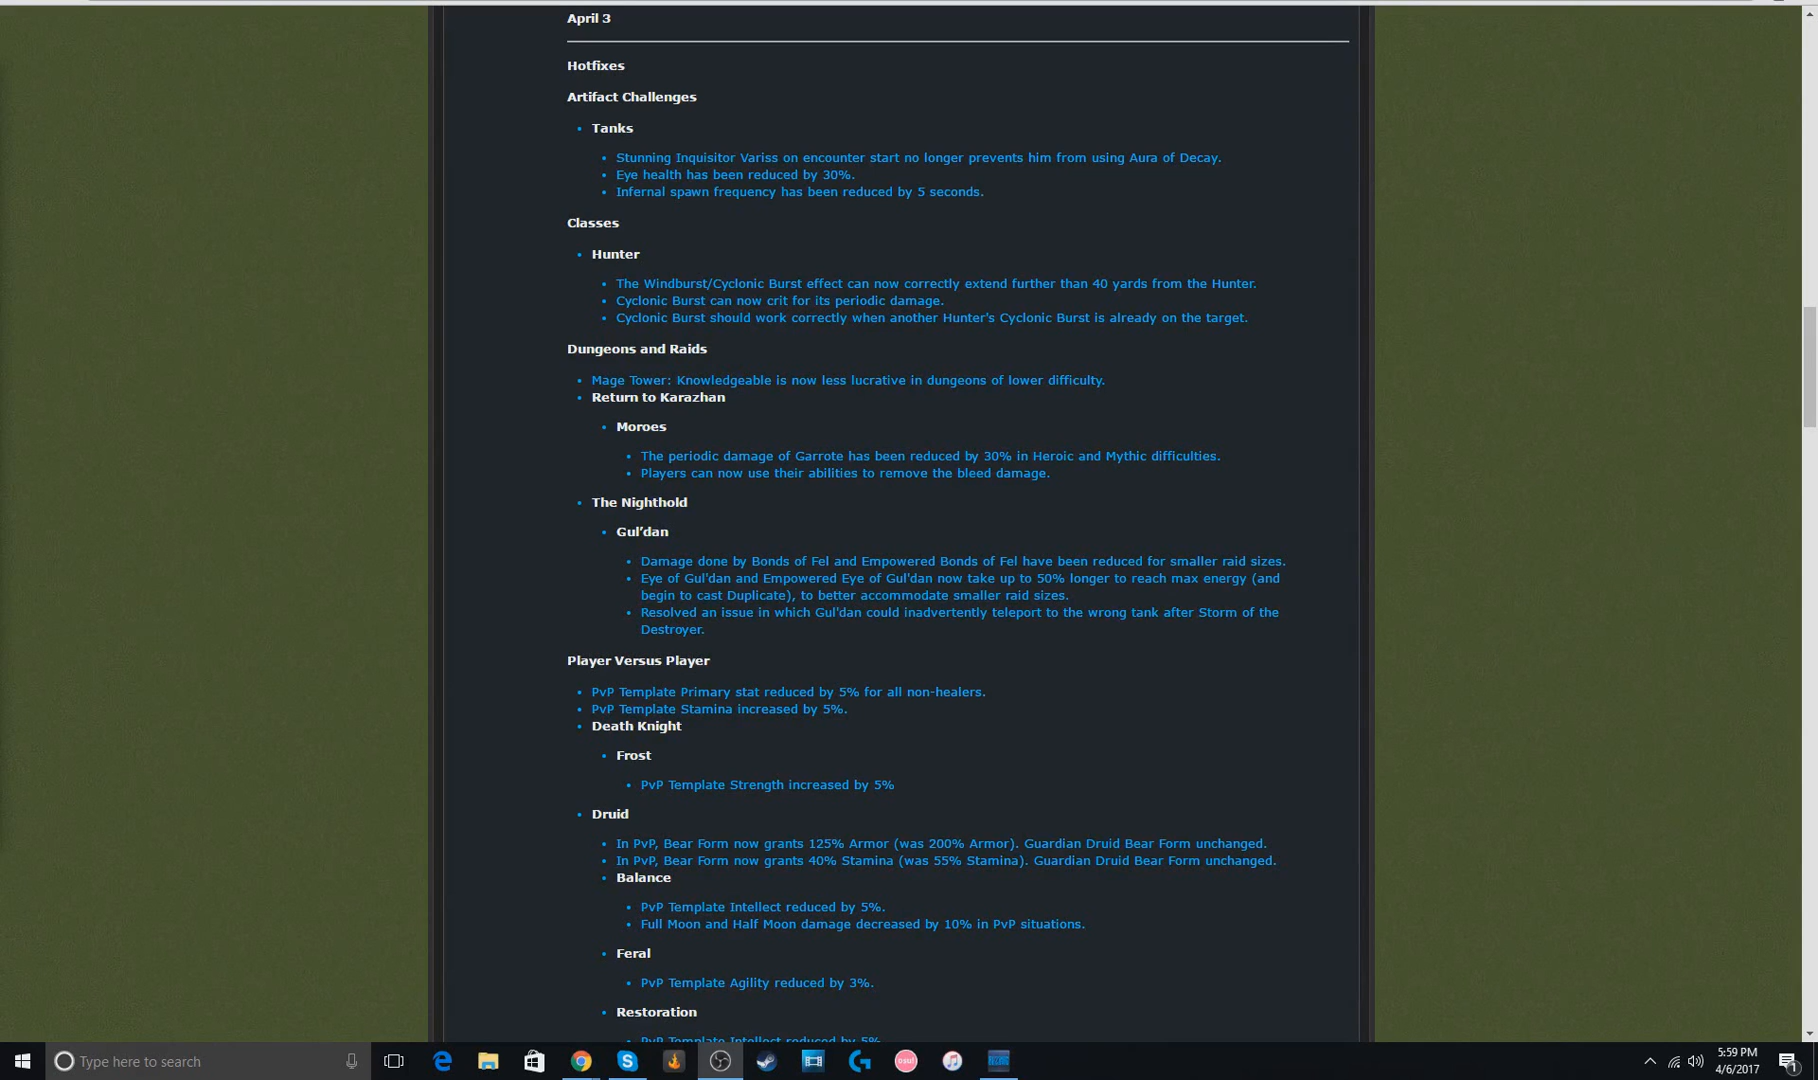 April 3
Hotfixes
Artifact Challenges
Tanks
Stunning Inquisitor Variss on encounter start no longer prevents him from using Aura of Decay.
Eye health has been reduced by 30%.
Infernal spawn frequency has been reduced by 5 seconds.
Classes
Hunter
The Windburst/Cyclonic Burst effect can now correctly extend further than 40 yards from the Hunter.
Cyclonic Burst can now crit for its periodic damage.
Cyclonic Burst should work correctly when another Hunter's Cyclonic Burst is already on the target.
Dungeons and Raids
Mage Tower: Knowledgeable is now less lucrative in dungeons of lower difficulty.
Return to Karazhan
Moroes
The periodic damage of Garrote has been reduced by 30% in Heroic and Mythic difficulties.
Players can now use their abilities to remove the bleed damage.
The Nighthold
Gul’dan
Damage done by Bonds of Fel and Empowered Bonds of Fel have been reduced for smaller raid sizes.
Eye of Gul'dan and Empowered Eye of Gul'dan now take up to 50% longer to reach max energy (and
begin to cast Duplicate), to better accommodate smaller raid sizes.
Resolved an issue in which Gul'dan could inadvertently teleport to the wrong tank after Storm of the
Destroyer.
Player Versus Player
PvP Template Primary stat reduced by 5% for all non-healers.
PvP Template Stamina increased by 5%.
Death Knight
Frost
PvP Template Strength increased by 5%
Druid
In PvP, Bear Form now grants 125% Armor (was 200% Armor). Guardian Druid Bear Form unchanged.
In PvP, Bear Form now grants 40% Stamina (was 55% Stamina). Guardian Druid Bear Form unchanged.
Balance
PvP Template Intellect reduced by 5%.
Full Moon and Half Moon damage decreased by 10% in PvP situations.
Feral
PvP Template Agility reduced by 3%.
Restoration
PvP Template Intellect reduced by 5%
Type here to search
osu!
5:59 PM
4/6/2017
1